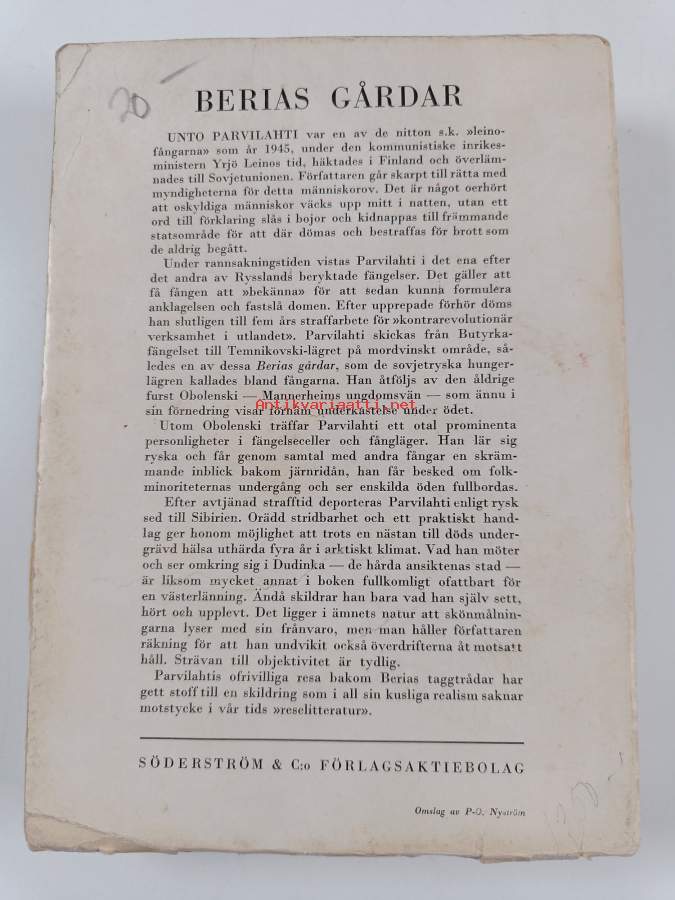 20 —
BERIAS GÅRDAR
UNTO PARVILAHTI var en av de nitton s.k. »leino-
fångarna» som år 1945, under den kommunistiske inrikes-
ministern Yrjö Leinos tid, häktades i Finland och överläm-
nades till Sovjetunionen. Författaren går skarpt till rätta med
myndigheterna för detta människorov. Det är något oerhört
att oskyldiga människor väcks upp mitt i natten, utan ett
ord till förklaring slås i bojor och kidnappas till främmande
statsområde för att där dömas och bestraffas för brott som
de aldrig begått.
Under rannsakningstiden vistas Parvilahti i det ena efter
det andra av Rysslands beryktade fängelser. Det gäller att
få fången att »bekänna» för att sedan kunna formulera
anklagelsen och fastslå domen. Efter upprepade förhör döms
han slutligen till fem års straffarbete för »kontrarevolutionär
verksamhet i utlandet». Parvilahti skickas från Butyrka-
fängelset till Temnikovski-lägret på mordvinskt område, så-
ledes en av dessa Berias gårdar, som de sovjetryska hunger-
lägren kallades bland fångarna. Han åtföljs av den åldrige
furst Obolenski — Mannerheims ungdomsvän — som ännu i
sin förnedring visar förnäm underkastelse under ödet.
Antikvariaatti.net
Utom Obolenski träffar Parvilahti ett otal prominenta
personligheter i fängelseceller och fångläger. Han lär sig
ryska och får genom samtal med andra fångar en skräm-
mande inblick bakom järnridån, han får besked om folk-
minoriteternas undergång och ser enskilda öden fullbordas.
Efter avtjänad strafftid deporteras Parvilahti enligt rysk
sed till Sibirien. Orädd stridbarhet och ett praktiskt hand-
lag ger honom möjlighet att trots en nästan till döds under-
grävd hälsa uthärda fyra år i arktiskt klimat. Vad han möter
och ser omkring sig i Dudinka — de hårda ansiktenas stad —
är liksom mycket annat i boken fullkomligt ofattbart för
en västerlänning. Ändå skildrar han bara vad han själv sett,
hört och upplevt. Det ligger i ämnets natur att skönmålnin-
garna lyser med sin frånvaro, men man håller författaren
räkning för att han undvikit också överdrifterna åt motsatt
håll. Strävan till objektivitet är tydlig.
Parvilahtis ofrivilliga resa bakom Berias taggtrådar har
gett stoff till en skildring som i all sin kusliga realism saknar
motstycke i vår tids »reselitteratur».
SÖDERSTRÖM & C:o FÖRLAGSAKTIEBOLAG
Omslag av P-O. Nyström